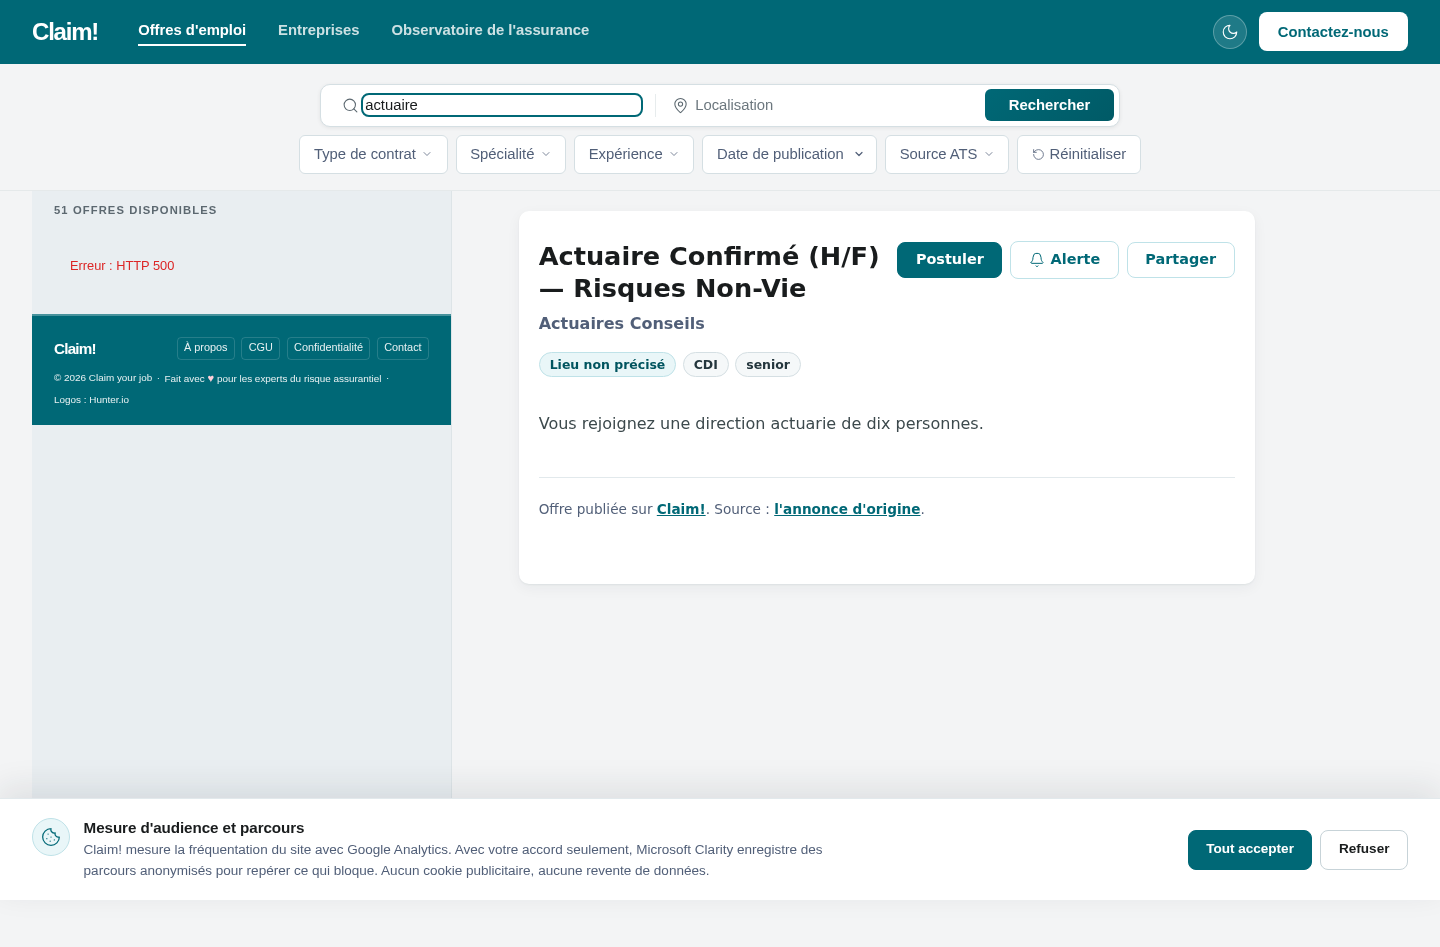 Claim!
Offres d'emploi
Entreprises
Observatoire de l'assurance
Contactez-nous
actuaire
Localisation
Rechercher
Type de contrat
Spécialité
Expérience
Date de publication
Source ATS
Réinitialiser
51 OFFRES DISPONIBLES
Erreur : HTTP 500
Claim!
À propos
CGU
Confidentialité
Contact
© 2026 Claim your job · Fait avec ♥ pour les experts du risque assurantiel ·
Logos : Hunter.io
Actuaire Confirmé (H/F)
— Risques Non-Vie
Postuler
Alerte
Partager
Actuaires Conseils
Lieu non précisé
CDI
senior
Vous rejoignez une direction actuarie de dix personnes.
Offre publiée sur Claim!. Source : l'annonce d'origine.
Mesure d'audience et parcours
Claim! mesure la fréquentation du site avec Google Analytics. Avec votre accord seulement, Microsoft Clarity enregistre des
parcours anonymisés pour repérer ce qui bloque. Aucun cookie publicitaire, aucune revente de données.
Tout accepter
Refuser